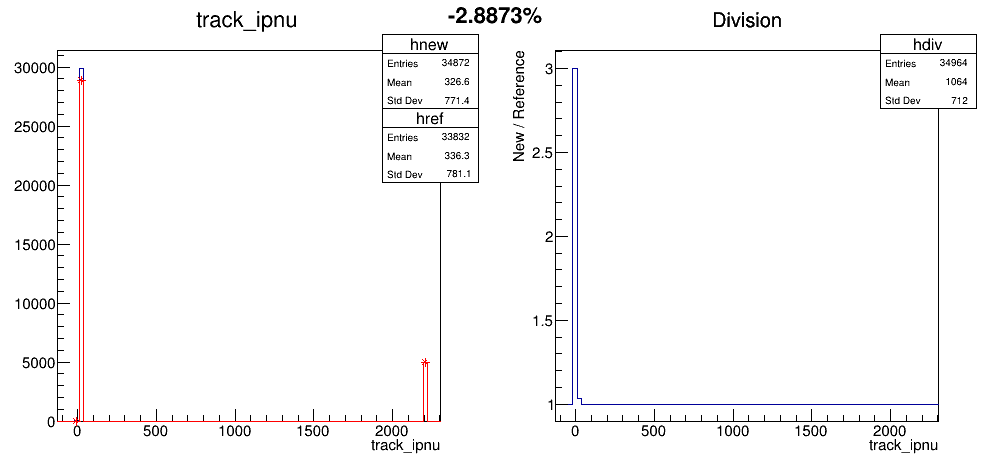 -2.8873%
track_ipnu
hnew
Entries 34872
Mean 326.6
Std Dev 771.4
href
Entries 33832
Mean 336.3
Std Dev 781.1
30000
25000
20000
15000
10000
5000
0
0 500 1000 1500 2000
track_ipnu
Division
hdiv
Entries 34964
Mean 1064
Std Dev 712
New / Reference
3
2.5
2
1.5
1
0 500 1000 1500 2000
track_ipnu